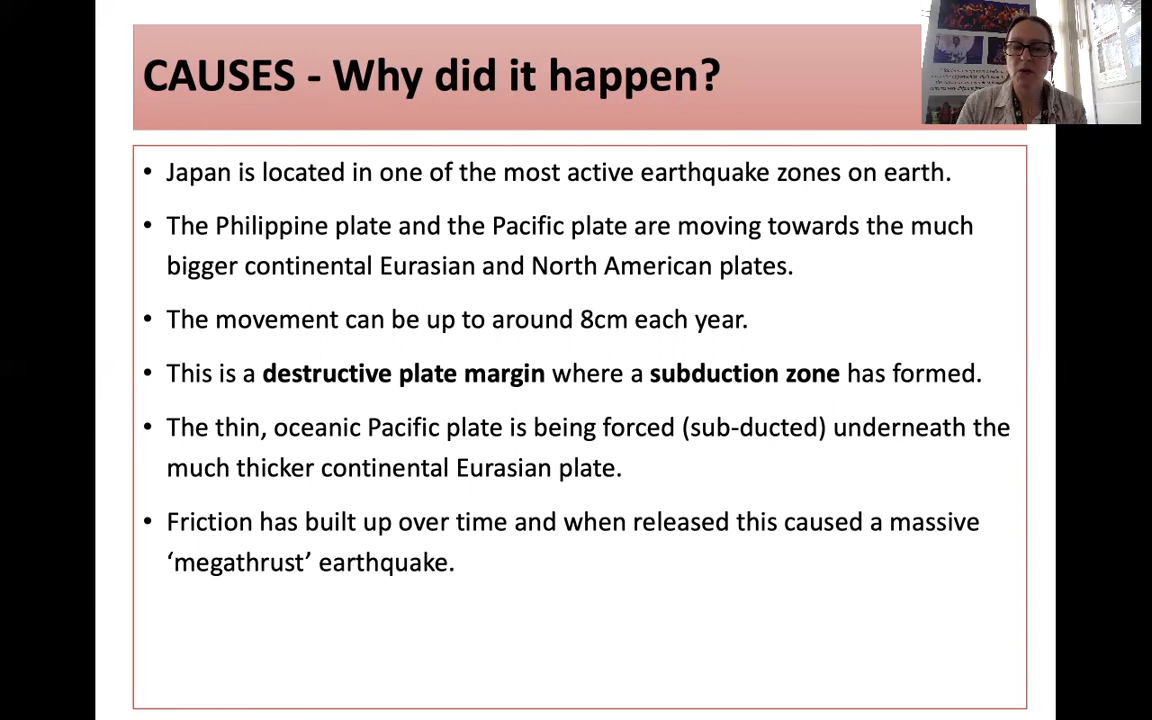 CAUSES - Why did it happen?
• Japan is located in one of the most active earthquake zones on earth.
• The Philippine plate and the Pacific plate are moving towards the much
bigger continental Eurasian and North American plates.
• The movement can be up to around 8cm each year.
• This is a destructive plate margin where a subduction zone has formed.
• The thin, oceanic Pacific plate is being forced (sub-ducted) underneath the
much thicker continental Eurasian plate.
• Friction has built up over time and when released this caused a massive
‘megathrust’ earthquake.